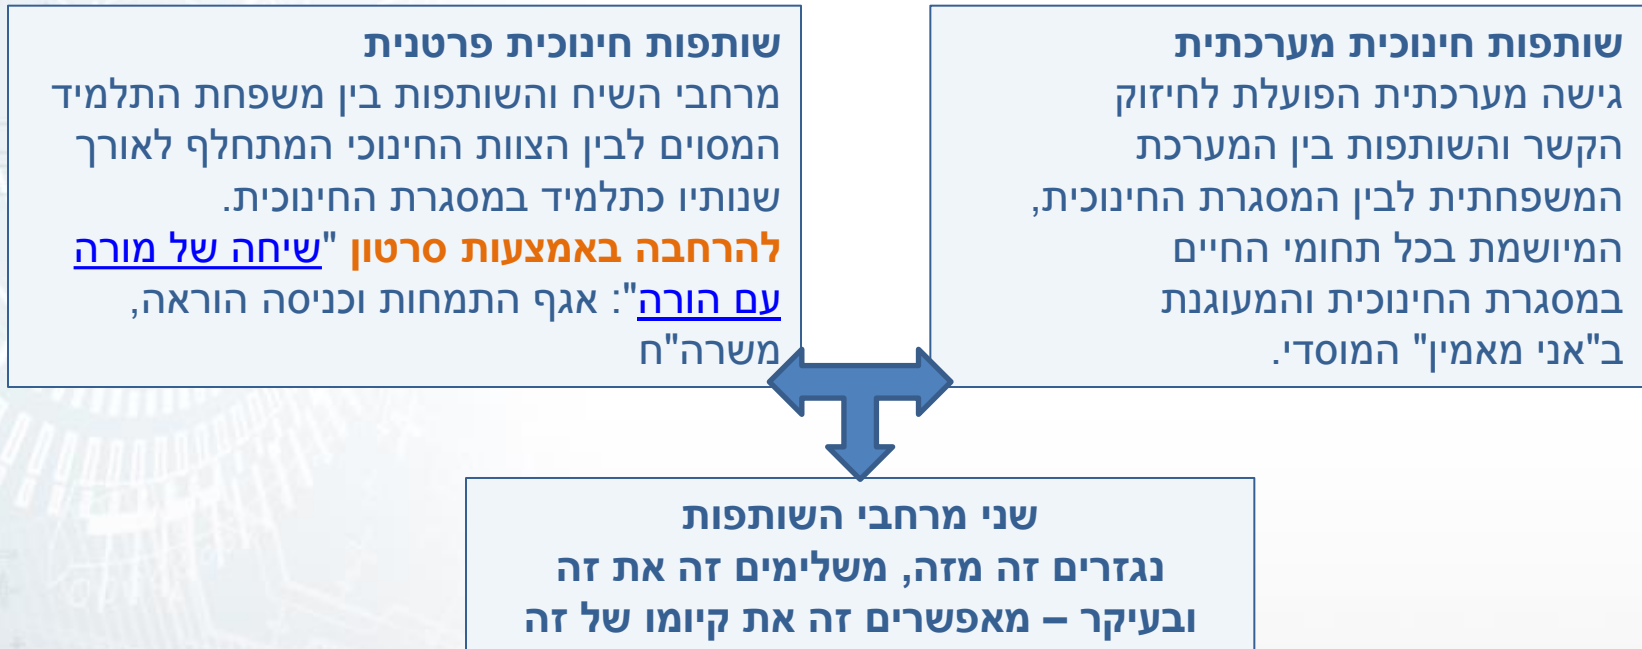 שותפות חינוכית מערכתית
גישה מערכתית הפועלת לחיזוק
הקשר והשותפות בין המערכת
המשפחתית לבין המסגרת החינוכית,
המיושמת בכל תחומי החיים
במסגרת החינוכית והמעוגנת
ב"אני מאמין" המוסדי.
שותפות חינוכית פרטנית
מרחבי השיח והשותפות בין משפחת התלמיד
המסוים לבין הצוות החינוכי המתחלף לאורך
שנותיו כתלמיד במסגרת החינוכית.
להרחבה באמצעות סרטון "שיחה של מורה
עם הורה": אגף התמחות וכניסה הוראה,
משרה"ח
שני מרחבי השותפות
נגזרים זה מזה, משלימים זה את זה
ובעיקר – מאפשרים זה את קיומו של זה